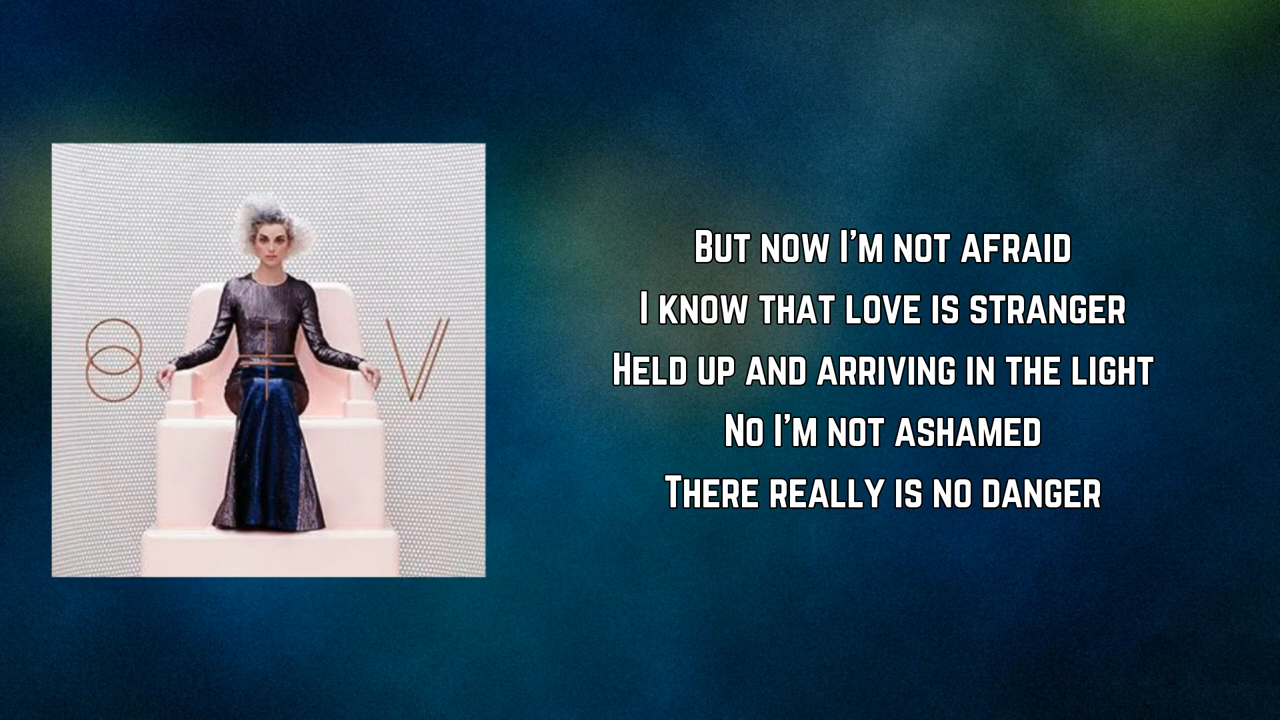 But now I'm not afraid
I know that love is stranger
Held up and arriving in the light
No I'm not ashamed
There really is no danger